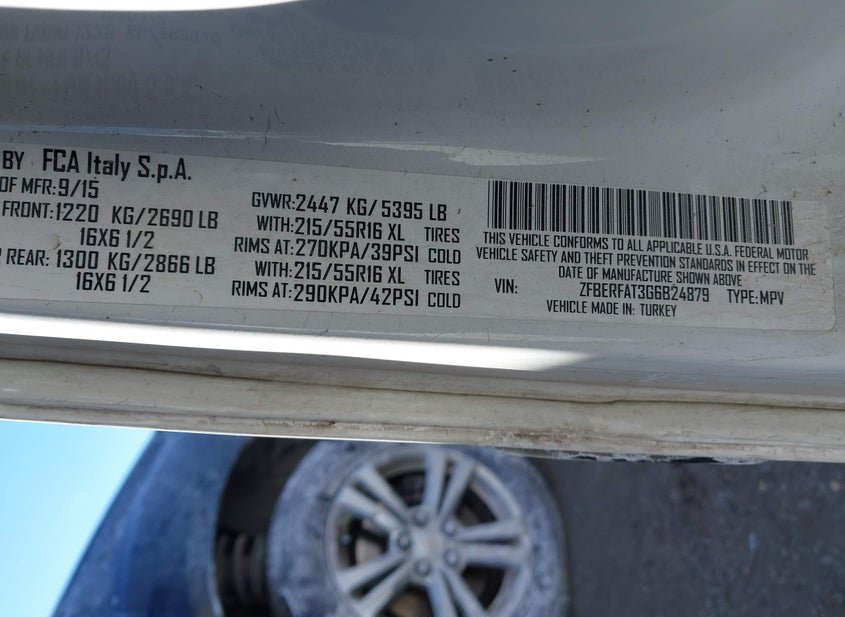 BY FCA Italy S.p.A.
OF MFR:9/15
FRONT:1220 KG/2690 LB
16X6 1/2
REAR: 1300 KG/2866 LB
16X6 1/2
GVWR:2447 KG/5395 LB
WITH:215/55R16 XL TIRES
RIMS AT:270KPA/39PSI COLD
WITH:215/55R16 XL TIRES
RIMS AT:290KPA/42PSI COLD
THIS VEHICLE CONFORMS TO ALL APPLICABLE U.S.A. FEDERAL MOTOR
VEHICLE SAFETY AND THEFT PREVENTION STANDARDS IN EFFECT ON THE
DATE OF MANUFACTURE SHOWN ABOVE
VIN: ZFBERFAT3G6B24879 TYPE:MPV
VEHICLE MADE IN: TURKEY